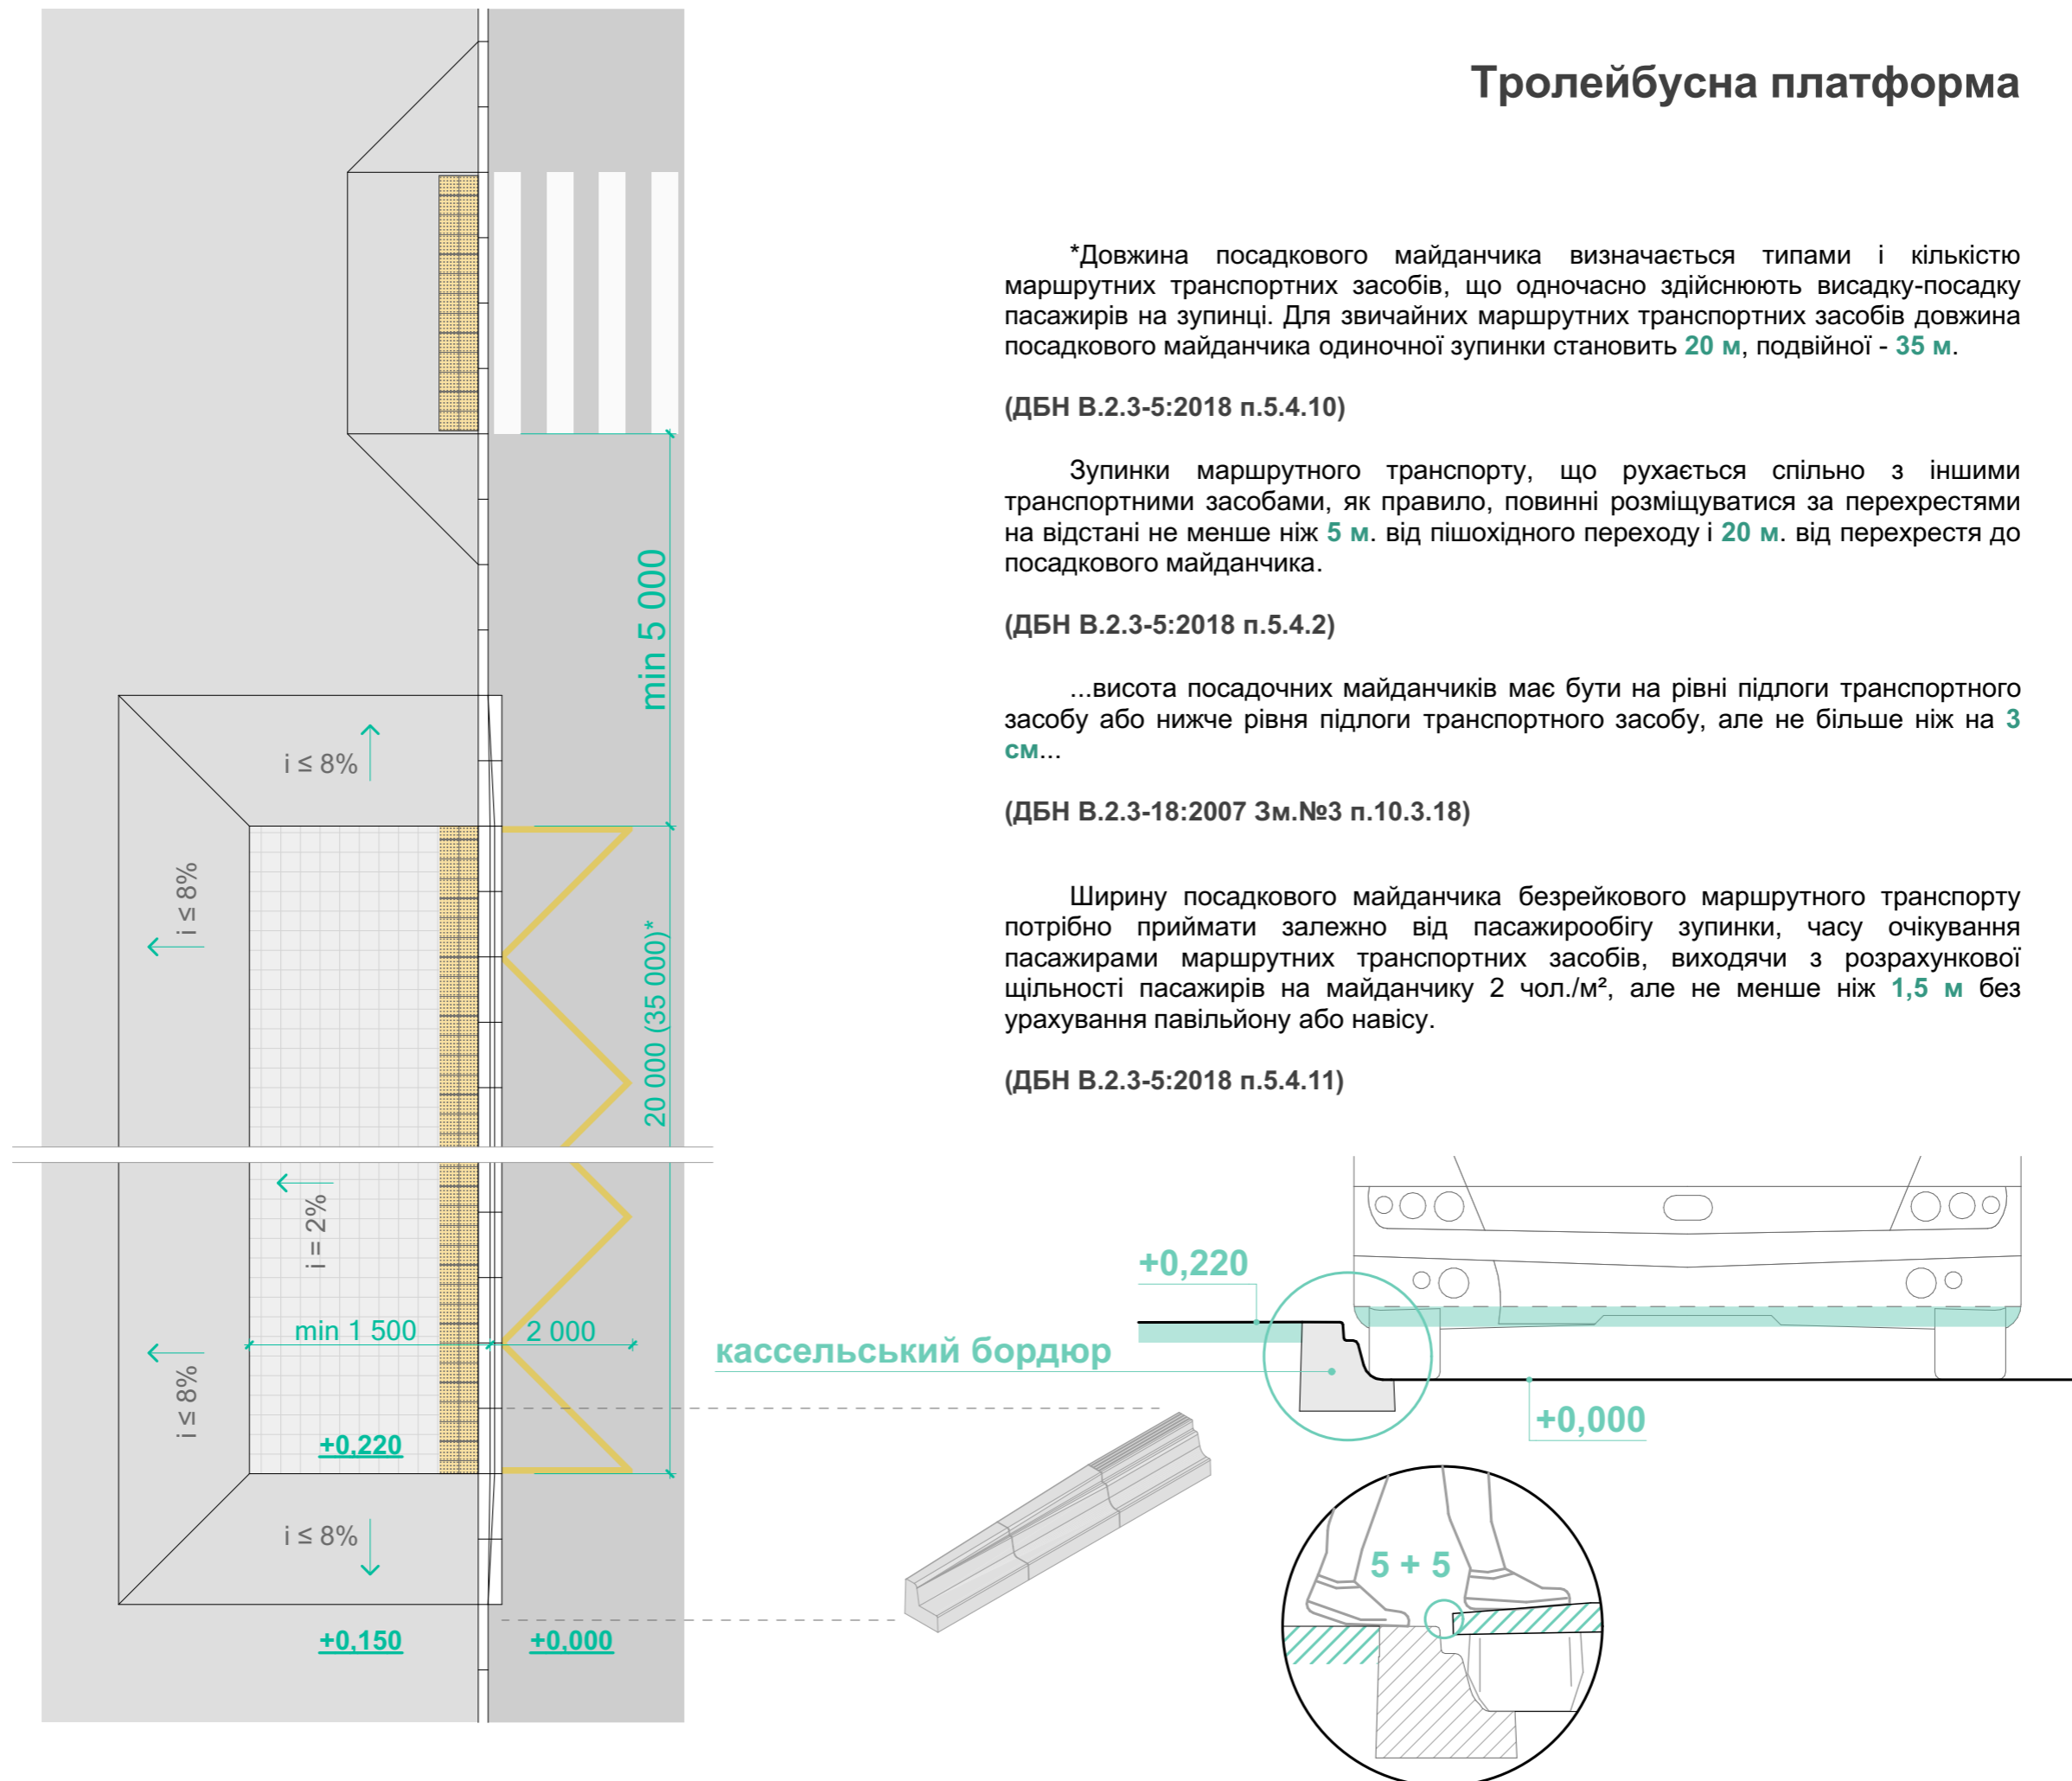 Тролейбусна платформа
*Довжина посадкового майданчика визначається типами і кількістю
маршрутних транспортних засобів, що одночасно здійснюють висадку-посадку
пасажирів на зупинці. Для звичайних маршрутних транспортних засобів довжина
посадкового майданчика одиночної зупинки становить 20 м, подвійної - 35 м.
(ДБН В.2.3-5:2018 п.5.4.10)
Зупинки маршрутного транспорту, що рухається спільно з іншими
транспортними засобами, як правило, повинні розміщуватися за перехрестями
на відстані не менше ніж 5 м. від пішохідного переходу і 20 м. від перехрестя до
посадкового майданчика.
(ДБН В.2.3-5:2018 п.5.4.2)
...висота посадочних майданчиків має бути на рівні підлоги транспортного
засобу або нижче рівня підлоги транспортного засобу, але не більше ніж на 3
см...
(ДБН В.2.3-18:2007 Зм.№3 п.10.3.18)
Ширину посадкового майданчика безрейкового маршрутного транспорту
потрібно приймати залежно від пасажирообігу зупинки, часу очікування
пасажирами маршрутних транспортних засобів, виходячи з розрахункової
щільності пасажирів на майданчику 2 чол./м², але не менше ніж 1,5 м без
урахування павільйону або навісу.
(ДБН В.2.3-5:2018 п.5.4.11)
min 5 000
i ≤ 8%
i ≤ 8%
20 000 (35 000)*
i = 2%
min 1 500
2 000
i ≤ 8%
+0,220
i ≤ 8%
+0,150
+0,000
+0,220
кассельський бордюр
+0,000
5 + 5